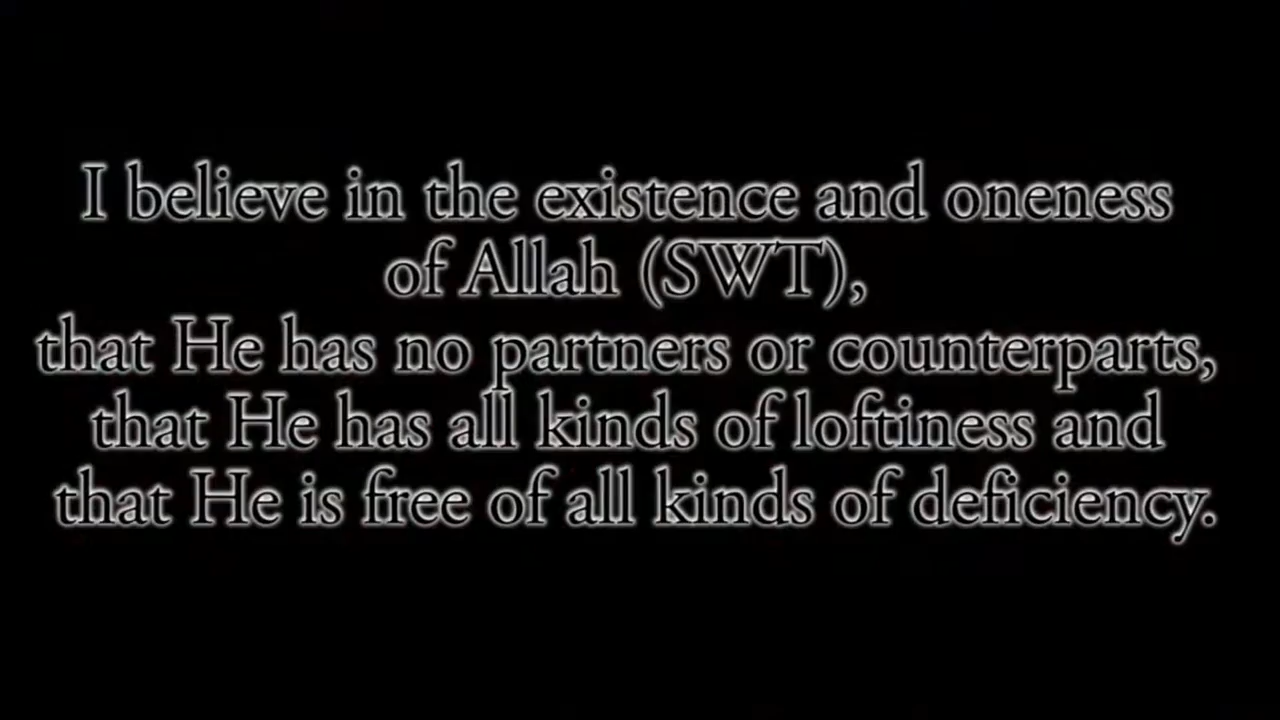 I believe in the existence and oneness
of Allah (SWT),
that He has no partners or counterparts,
that He has all kinds of loftiness and
that He is free of all kinds of deficiency.